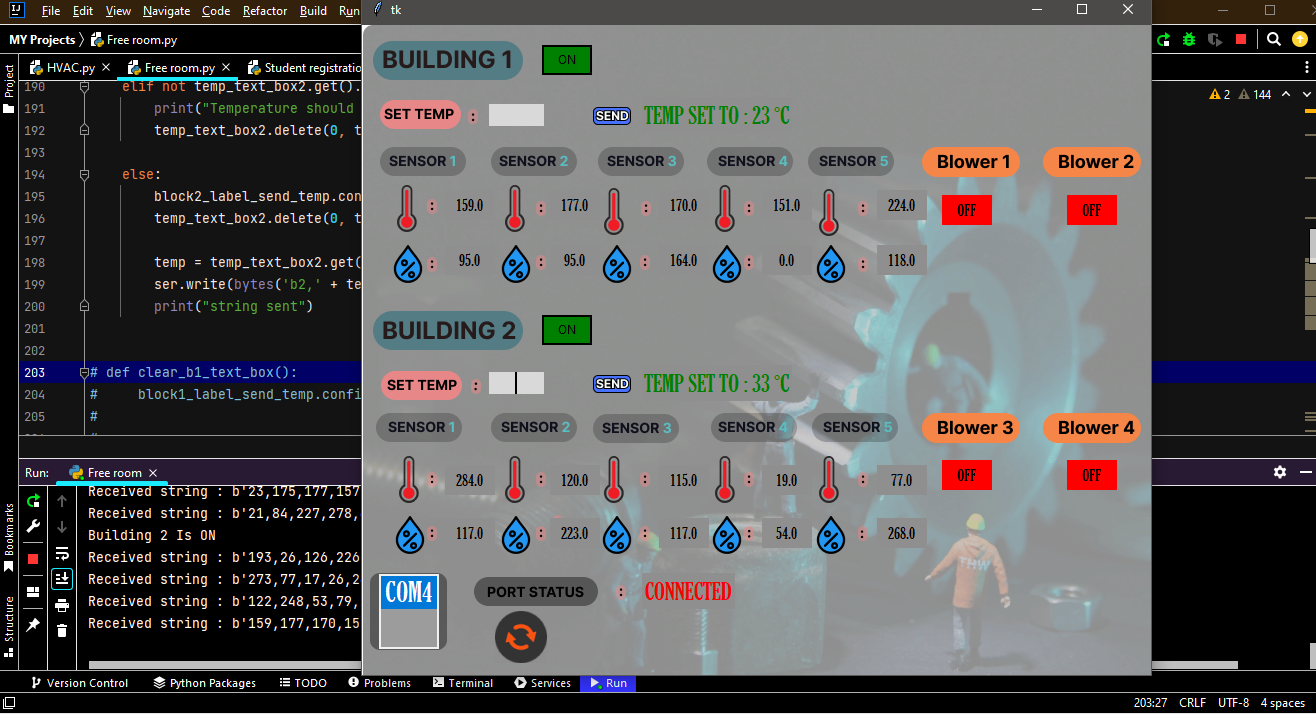 File Edit View Navigate Code Refactor Build Run
tk
MY Projects Free room.py
HVAC.py Free room.py Student registratio
Project
190 elif not temp_text_box2.get().
191 print("Temperature should
192 temp_text_box2.delete(0, t
193
194 else:
195 block2_label_send_temp.con
196 temp_text_box2.delete(0, t
197
198 temp = temp_text_box2.get(
199 ser.write(bytes('b2,' + te
200 print("string sent")
201
202
203 # def clear_b1_text_box():
204 # block1_label_send_temp.confi
205 #
2 144
BUILDING 1 ON
SET TEMP : SEND TEMP SET TO : 23 °C
SENSOR 1 SENSOR 2 SENSOR 3 SENSOR 4 SENSOR 5 Blower 1 Blower 2
: 159.0 : 177.0 : 170.0 : 151.0 : 224.0 OFF OFF
% : 95.0 % : 95.0 % : 164.0 % : 0.0 % : 118.0
BUILDING 2 ON
SET TEMP : SEND TEMP SET TO : 33 °C
SENSOR 1 SENSOR 2 SENSOR 3 SENSOR 4 SENSOR 5 Blower 3 Blower 4
: 284.0 : 120.0 : 115.0 : 19.0 : 77.0 OFF OFF
% : 117.0 % : 223.0 % : 117.0 % : 54.0 % : 268.0
COM4 PORT STATUS : CONNECTED
THW
Run: Free room
Received string : b'23,175,177,157
Received string : b'21,84,227,278,
Building 2 Is ON
Received string : b'193,26,126,226
Received string : b'273,77,17,26,2
Received string : b'122,248,53,79,
Received string : b'159,177,170,15
Bookmarks
Structure
Version Control Python Packages TODO Problems Terminal Services Run
203:27 CRLF UTF-8 4 spaces